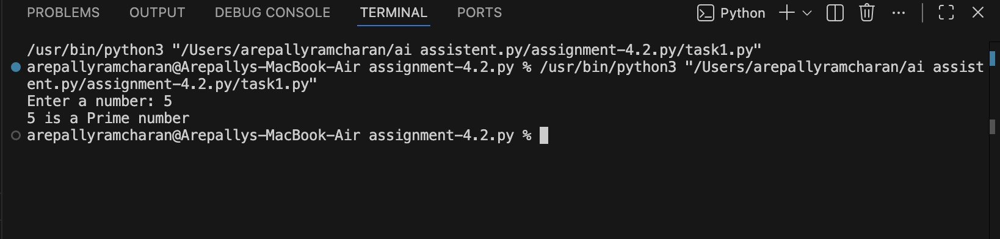 PROBLEMS OUTPUT DEBUG CONSOLE TERMINAL PORTS Python
/usr/bin/python3 "/Users/arepallyramcharan/ai assistent.py/assignment-4.2.py/task1.py"
arepallyramcharan@Arepallys-MacBook-Air assignment-4.2.py % /usr/bin/python3 "/Users/arepallyramcharan/ai assist
ent.py/assignment-4.2.py/task1.py"
Enter a number: 5
5 is a Prime number
arepallyramcharan@Arepallys-MacBook-Air assignment-4.2.py %